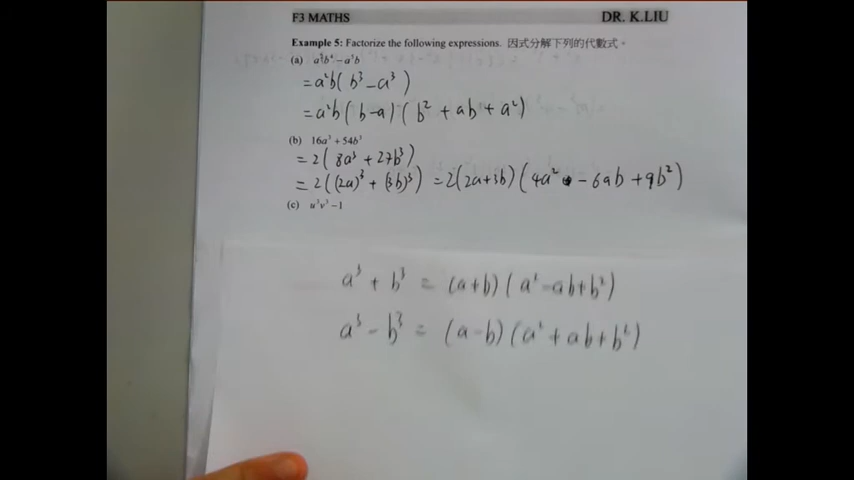 F3 MATHS DR. K.LIU
Example 5: Factorize the following expressions. 因式分解下列的代數式。
(a) a²b⁴ – a⁵b
= a²b( b³ – a³ )
= a²b( b–a) ( b² + ab + a²)
(b) 16a³ + 54b³
= 2( 8a³ + 27b³)
= 2( (2a)³ + (3b)³ ) = 2(2a+3b) ( 4a² – 6ab + 9b²)
(c) u³v³ – 1
a³ + b³ = (a+b) ( a² – ab + b²)
a³ – b³ = (a–b) (a² + ab + b²)